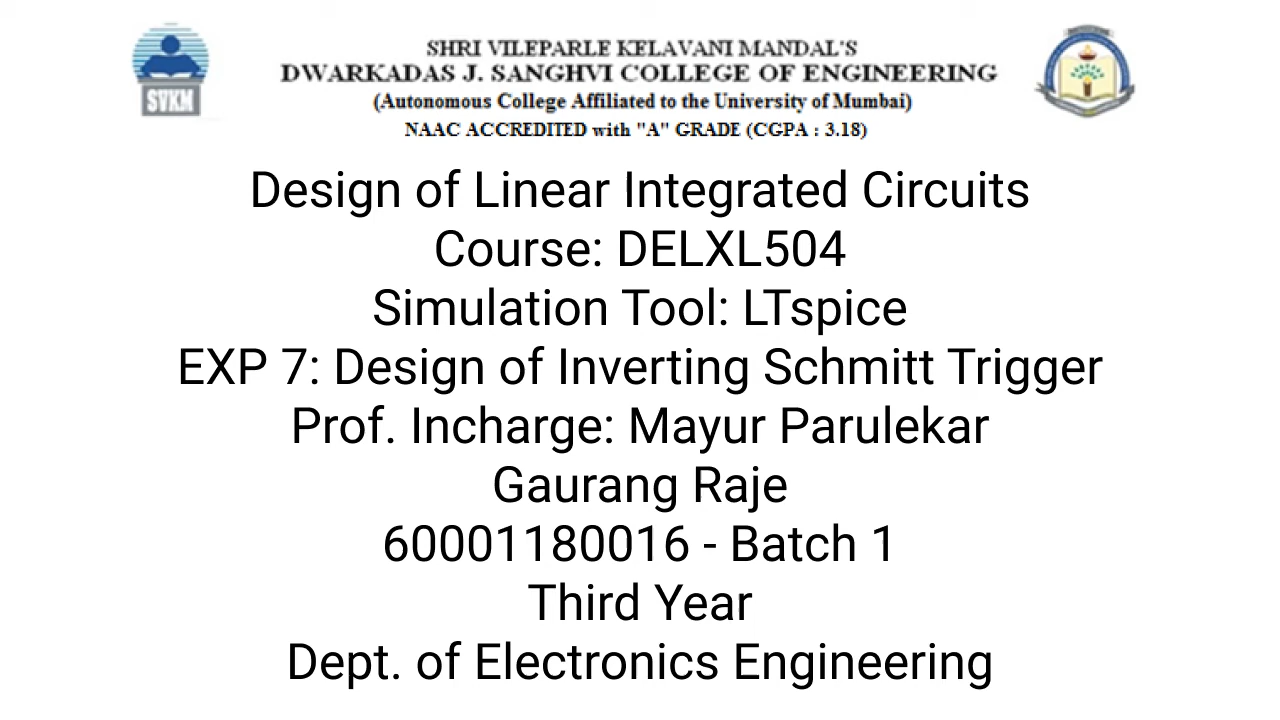 SVKM
SHRI VILEPARLE KELAVANI MANDAL'S
DWARKADAS J. SANGHVI COLLEGE OF ENGINEERING
(Autonomous College Affiliated to the University of Mumbai)
NAAC ACCREDITED with "A" GRADE (CGPA : 3.18)
Design of Linear Integrated Circuits
Course: DELXL504
Simulation Tool: LTspice
EXP 7: Design of Inverting Schmitt Trigger
Prof. Incharge: Mayur Parulekar
Gaurang Raje
60001180016 - Batch 1
Third Year
Dept. of Electronics Engineering